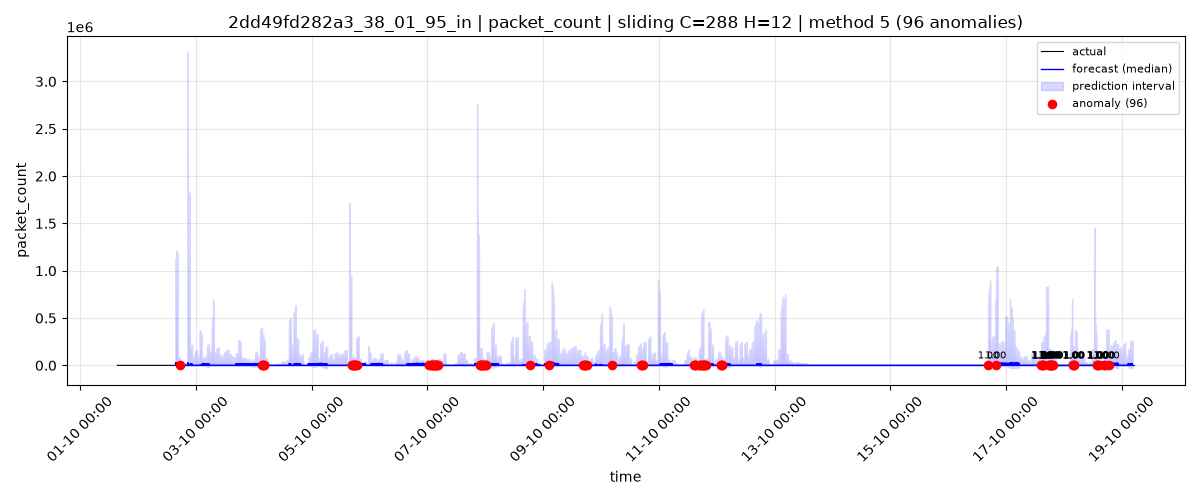 2dd49fd282a3_38_01_95_in | packet_count | sliding C=288 H=12 | method 5 (96 anomalies)
1e6
actual
forecast (median)
prediction interval
anomaly (96)
packet_count
3.0
2.5
2.0
1.5
1.0
0.5
0.0
1.00
01-10 00:00
03-10 00:00
05-10 00:00
07-10 00:00
09-10 00:00
11-10 00:00
13-10 00:00
15-10 00:00
17-10 00:00
19-10 00:00
time